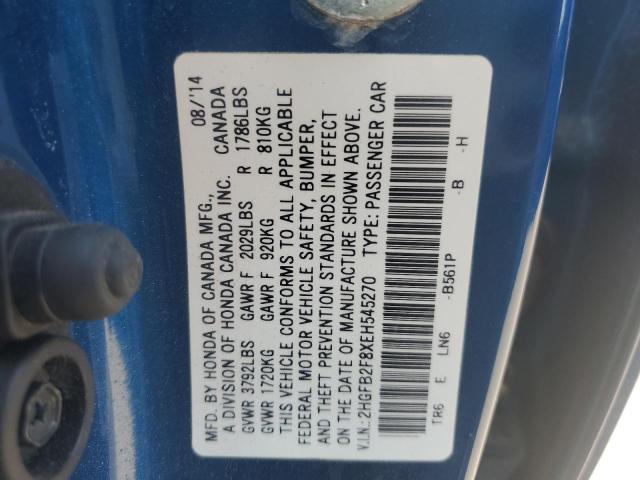 MFD. BY HONDA OF CANADA MFG., 08/'14
A DIVISION OF HONDA CANADA INC. CANADA
GVWR 3792LBS GAWR F 2029LBS R 1786LBS
GVWR 1720KG GAWR F 920KG R 810KG
THIS VEHICLE CONFORMS TO ALL APPLICABLE
FEDERAL MOTOR VEHICLE SAFETY, BUMPER,
AND THEFT PREVENTION STANDARDS IN EFFECT
ON THE DATE OF MANUFACTURE SHOWN ABOVE.
V.I.N.: 2HGFB2F8XEH545270 TYPE: PASSENGER CAR
TR6 E LN6 -B561P -B -H